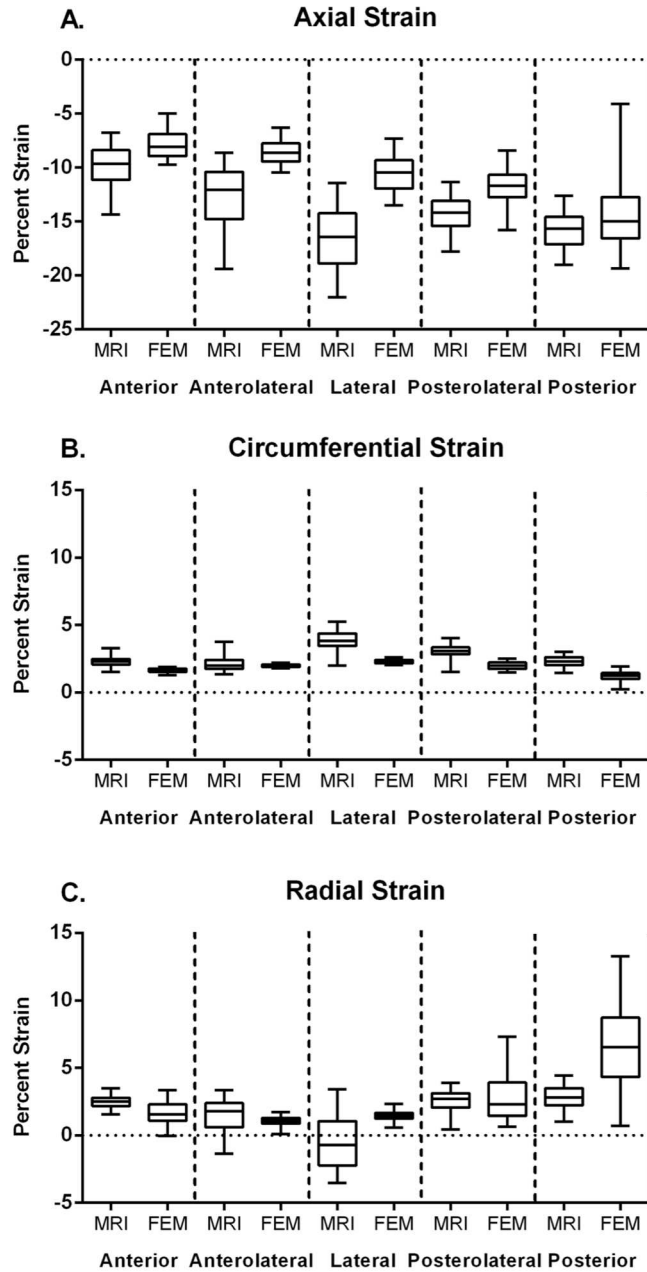 A.
Axial Strain
0
-5
-10
-15
-20
-25
Percent Strain
MRI FEM MRI FEM MRI FEM MRI FEM MRI FEM
Anterior Anterolateral Lateral Posterolateral Posterior
B.
Circumferential Strain
15
10
5
0
-5
Percent Strain
MRI FEM MRI FEM MRI FEM MRI FEM MRI FEM
Anterior Anterolateral Lateral Posterolateral Posterior
C.
Radial Strain
15
10
5
0
-5
Percent Strain
MRI FEM MRI FEM MRI FEM MRI FEM MRI FEM
Anterior Anterolateral Lateral Posterolateral Posterior